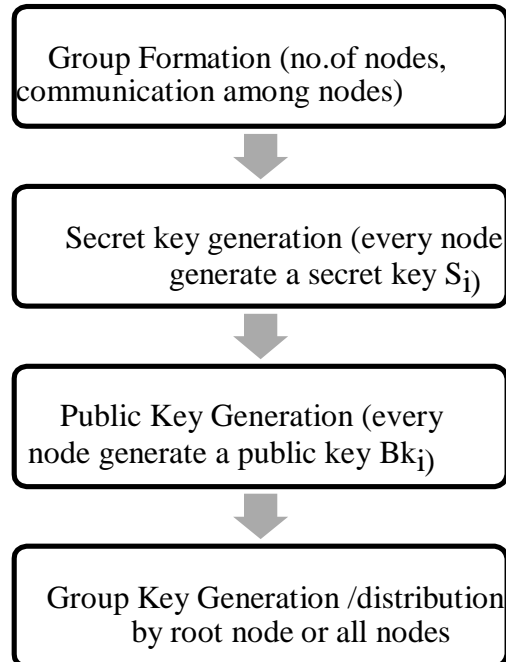 Group Formation (no.of nodes,
communication among nodes)
Secret key generation (every node
generate a secret key Si)
Public Key Generation (every
node generate a public key Bki)
Group Key Generation /distribution
by root node or all nodes